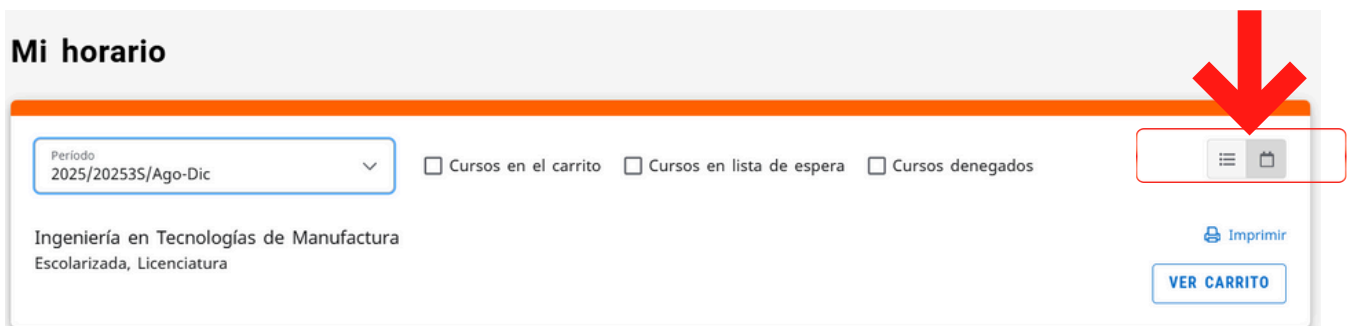 Mi horario
Período
2025/20253S/Ago-Dic
Cursos en el carrito
Cursos en lista de espera
Cursos denegados
Ingeniería en Tecnologías de Manufactura
Imprimir
Escolarizada, Licenciatura
VER CARRITO